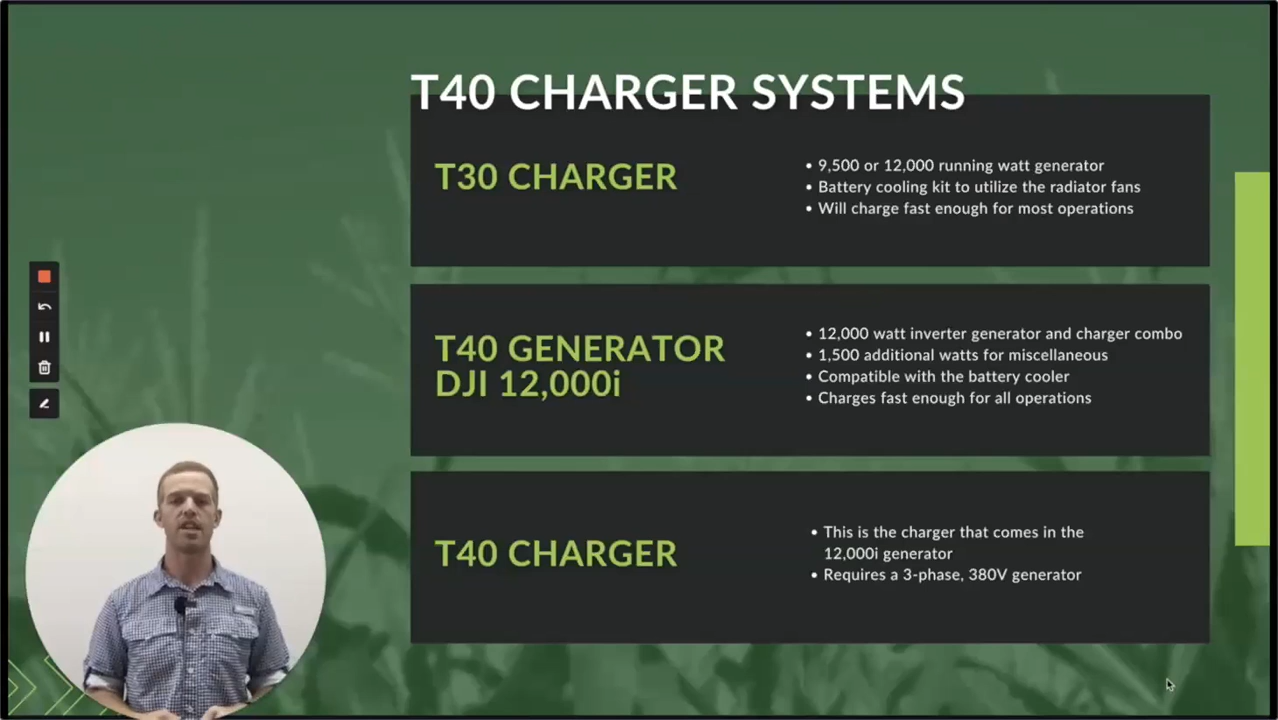 T40 CHARGER SYSTEMS
T30 CHARGER
• 9,500 or 12,000 running watt generator
• Battery cooling kit to utilize the radiator fans
• Will charge fast enough for most operations
T40 GENERATOR
DJI 12,000i
• 12,000 watt inverter generator and charger combo
• 1,500 additional watts for miscellaneous
• Compatible with the battery cooler
• Charges fast enough for all operations
T40 CHARGER
• This is the charger that comes in the
12,000i generator
• Requires a 3-phase, 380V generator